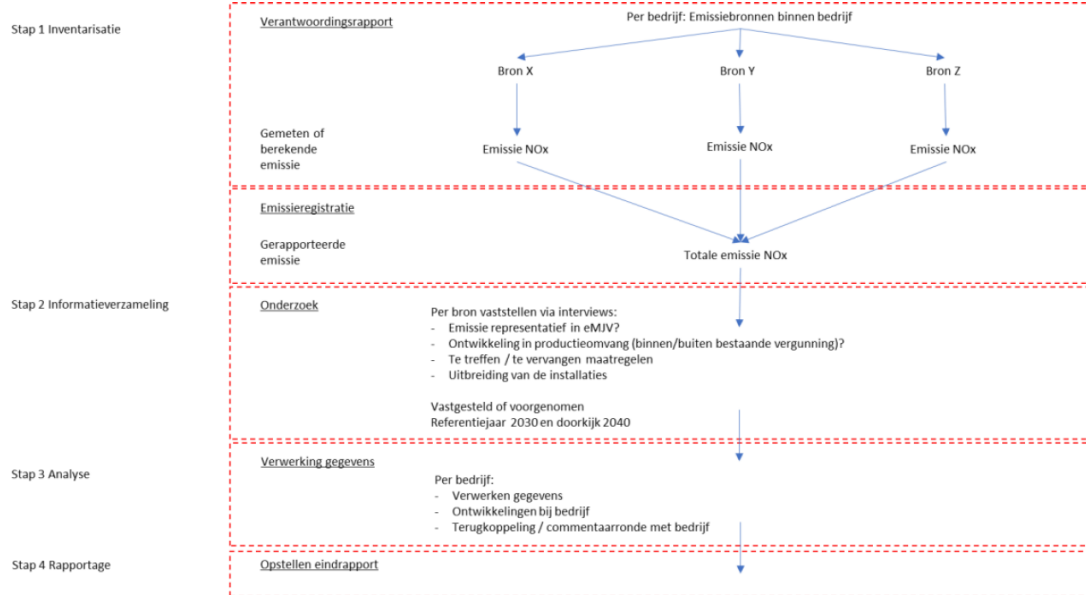 Stap 1 Inventarisatie
Verantwoordingsrapport
Per bedrijf: Emissiebronnen binnen bedrijf
Bron X
Bron Y
Bron Z
Gemeten of
berekende
emissie
Emissie NOx
Emissie NOx
Emissie NOx
Emissieregistratie
Gerapporteerde
emissie
Totale emissie NOx
Stap 2 Informatieverzameling
Onderzoek
Per bron vaststellen via interviews:
- Emissie representatief in eMJV?
- Ontwikkeling in productieomvang (binnen/buiten bestaande vergunning)?
- Te treffen / te vervangen maatregelen
- Uitbreiding van de installaties
Vastgesteld of voorgenomen
Referentiejaar 2030 en doorkijk 2040
Stap 3 Analyse
Verwerking gegevens
Per bedrijf:
- Verwerken gegevens
- Ontwikkelingen bij bedrijf
- Terugkoppeling / commentaarronde met bedrijf
Stap 4 Rapportage
Opstellen eindrapport